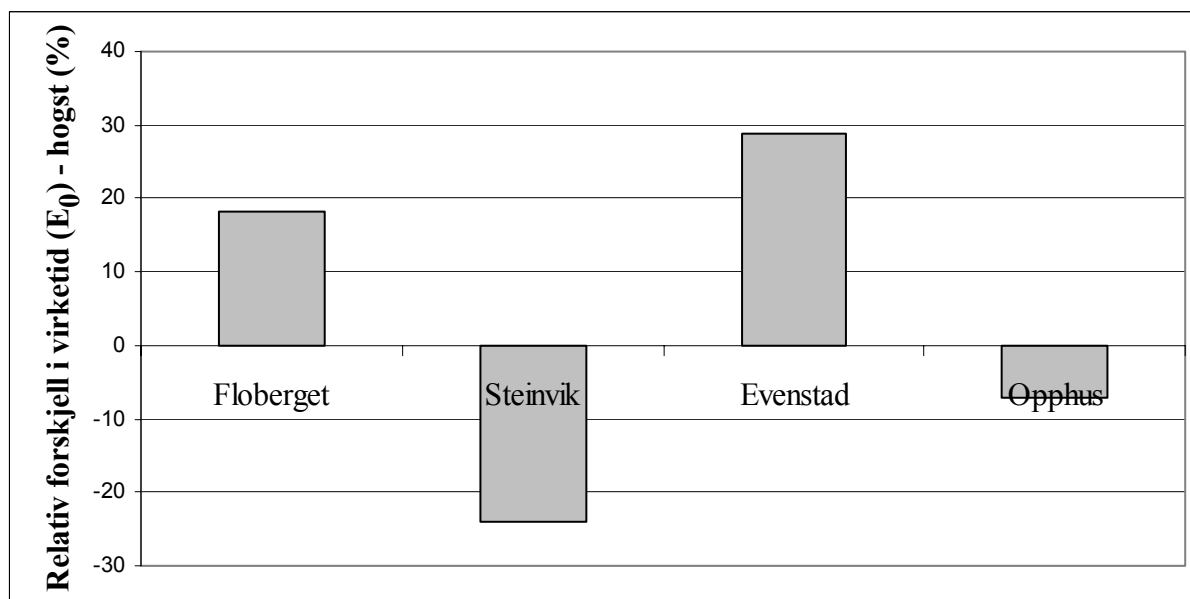 Relativ forskjell i virketid (E0) - hogst (%)
40
30
20
10
0
-10
-20
-30
Floberget
Steinvik
Evenstad
Opphus